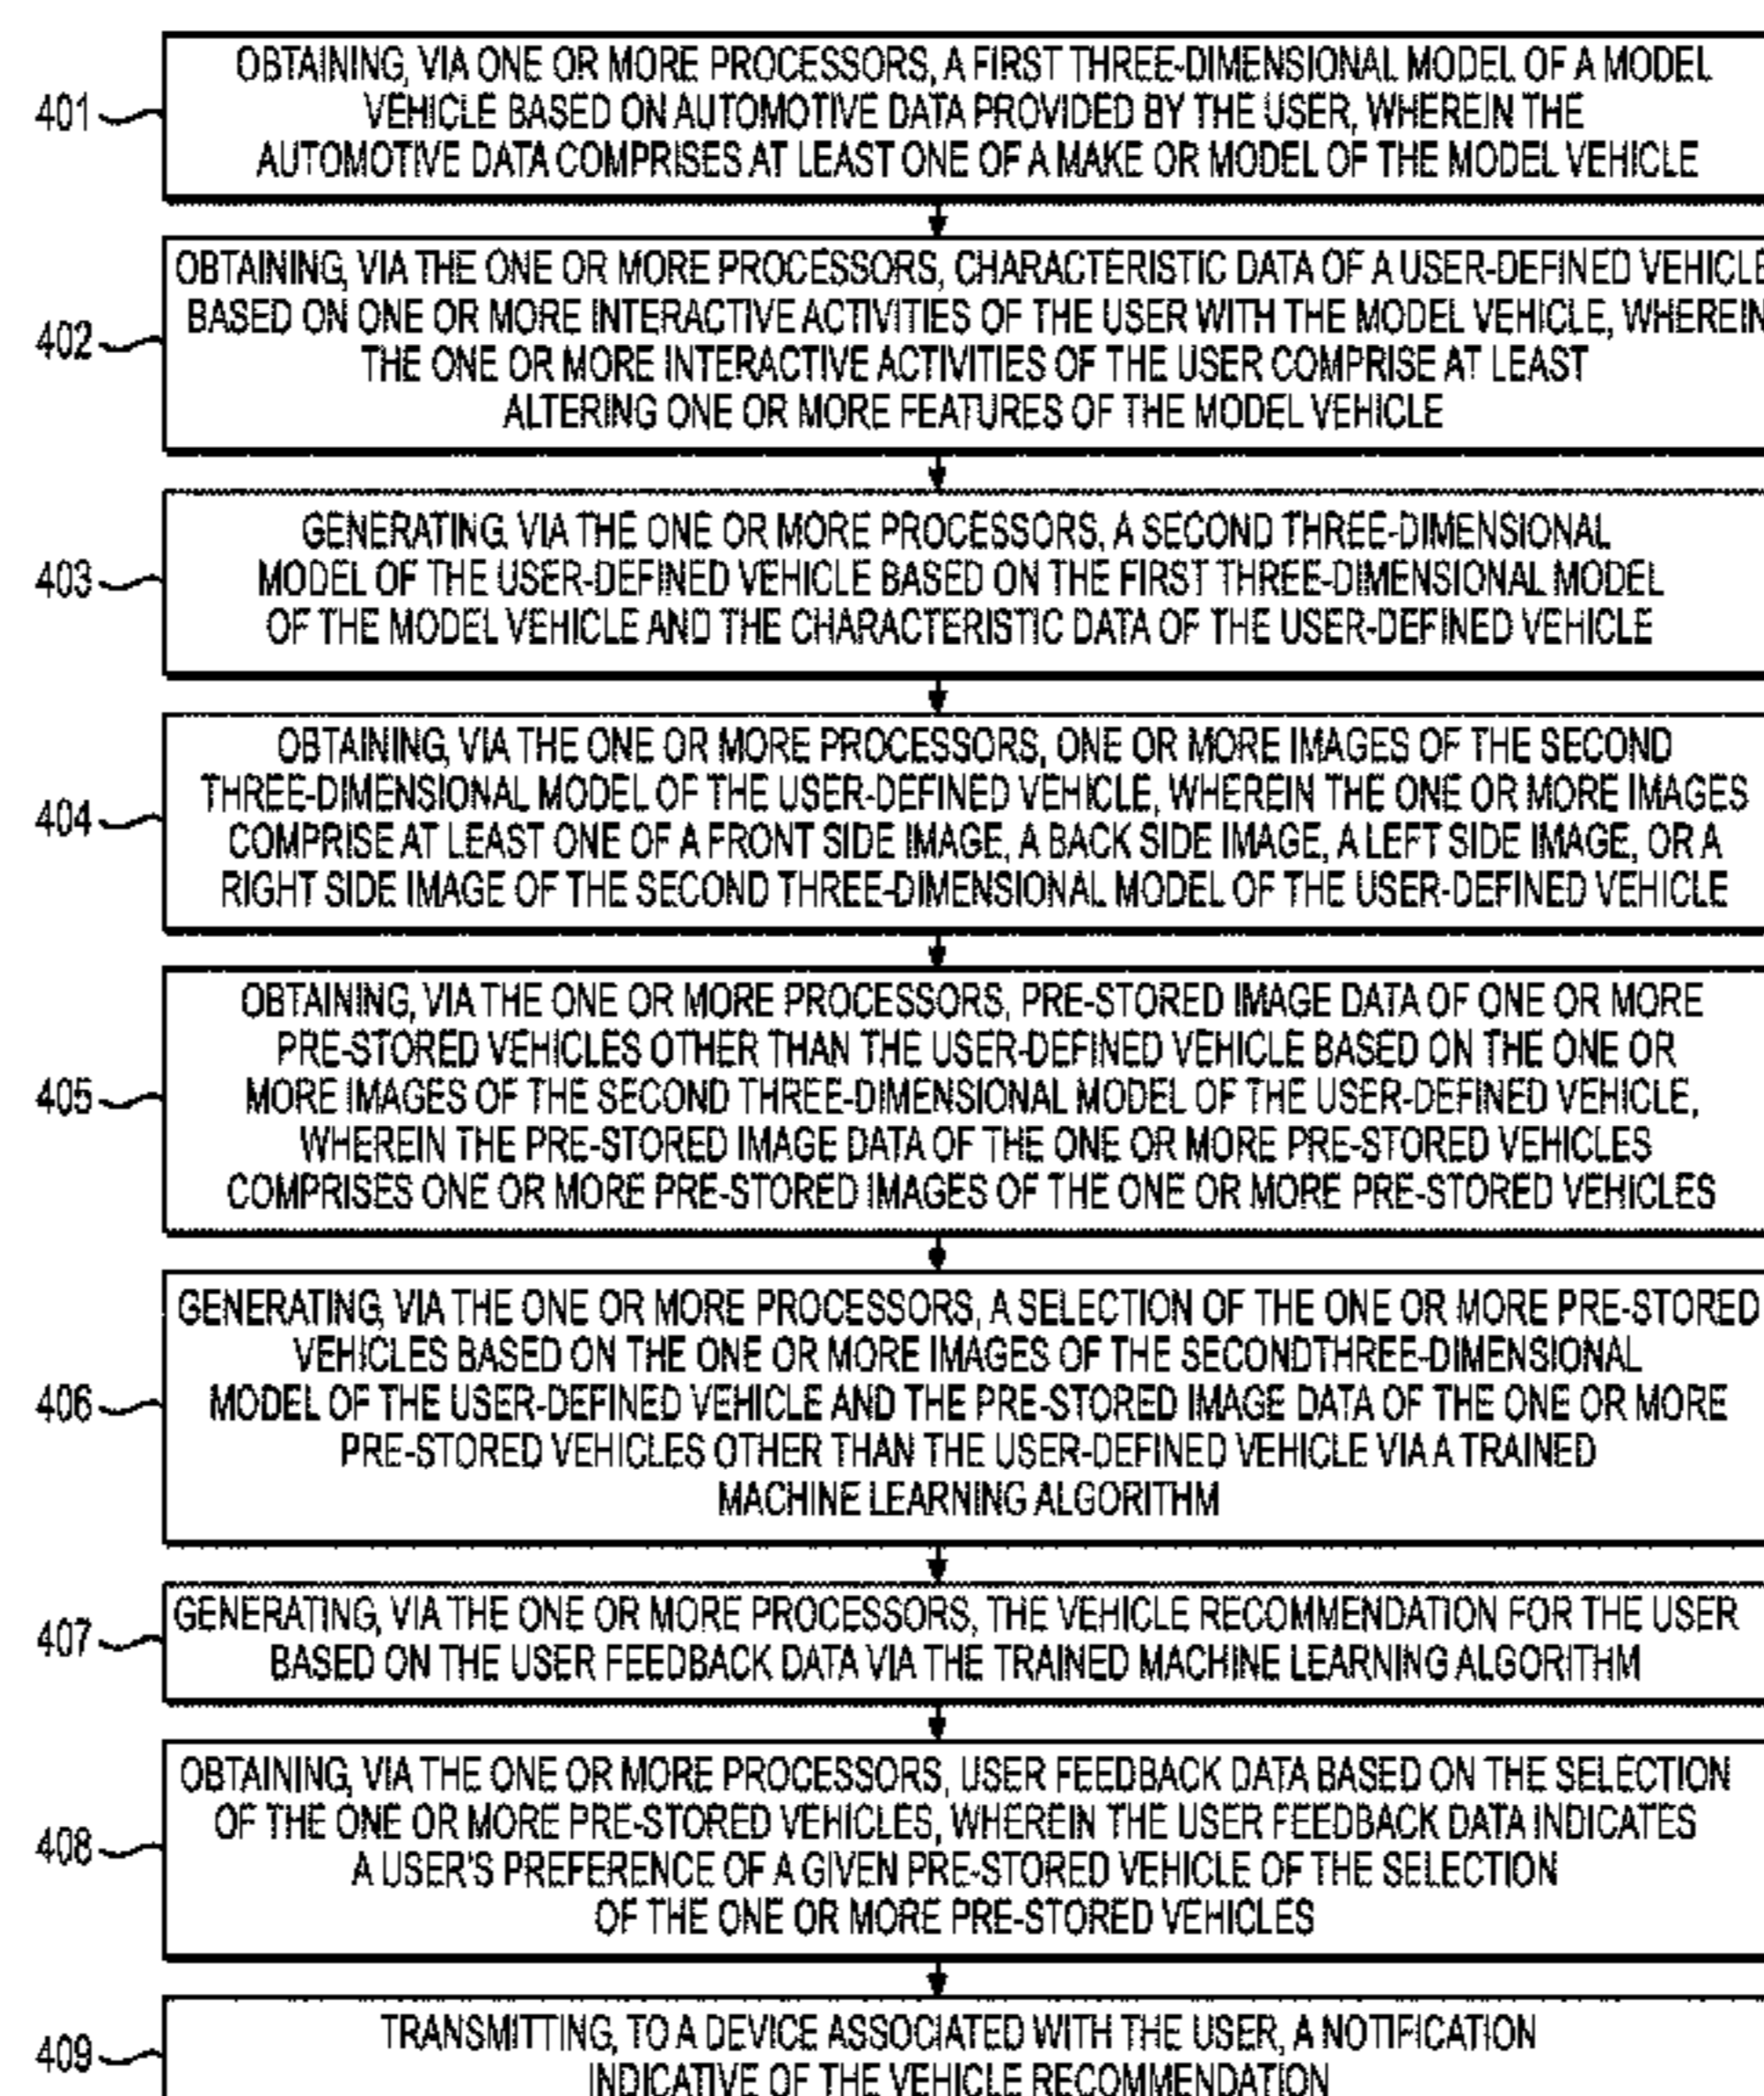 OBTAINING, VIA ONE OR MORE PROCESSORS, A FIRST THREE-DIMENSIONAL MODEL OF A MODEL
VEHICLE BASED ON AUTOMOTIVE DATA PROVIDED BY THE USER, WHEREIN THE
401
AUTOMOTIVE DATA COMPRISES AT LEAST ONE OF A MAKE OR MODEL OF THE MODEL VEHICLE
OBTAINING, VIA THE ONE OR MORE PROCESSORS, CHARACTERISTIC DATA OF A USER-DEFINED VEHICLE
BASED ON ONE OR MORE INTERACTIVE ACTIVITIES OF THE USER WITH THE MODEL VEHICLE, WHEREIN
402
THE ONE OR MORE INTERACTIVE ACTIVITIES OF THE USER COMPRISE AT LEAST
ALTERING ONE OR MORE FEATURES OF THE MODEL VEHICLE
GENERATING, VIA THE ONE OR MORE PROCESSORS, A SECOND THREE-DIMENSIONAL
403
MODEL OF THE USER-DEFINED VEHICLE BASED ON THE FIRST THREE-DIMENSIONAL MODEL
OF THE MODEL VEHICLE AND THE CHARACTERISTIC DATA OF THE USER-DEFINED VEHICLE
OBTAINING, VIA THE ONE OR MORE PROCESSORS, ONE OR MORE IMAGES OF THE SECOND
THREE-DIMENSIONAL MODEL OF THE USER-DEFINED VEHICLE, WHEREIN THE ONE OR MORE IMAGES
404
COMPRISE AT LEAST ONE OF A FRONT SIDE IMAGE, A BACK SIDE IMAGE, A LEFT SIDE IMAGE, OR A
RIGHT SIDE IMAGE OF THE SECOND THREE-DIMENSIONAL MODEL OF THE USER-DEFINED VEHICLE
OBTAINING, VIA THE ONE OR MORE PROCESSORS, PRE-STORED IMAGE DATA OF ONE OR MORE
PRE-STORED VEHICLES OTHER THAN THE USER-DEFINED VEHICLE BASED ON THE ONE OR
405
MORE IMAGES OF THE SECOND THREE-DIMENSIONAL MODEL OF THE USER-DEFINED VEHICLE,
WHEREIN THE PRE-STORED IMAGE DATA OF THE ONE OR MORE PRE-STORED VEHICLES
COMPRISES ONE OR MORE PRE-STORED IMAGES OF THE ONE OR MORE PRE-STORED VEHICLES
GENERATING, VIA THE ONE OR MORE PROCESSORS, A SELECTION OF THE ONE OR MORE PRE-STORED
VEHICLES BASED ON THE ONE OR MORE IMAGES OF THE SECONDTHREE-DIMENSIONAL
406
MODEL OF THE USER-DEFINED VEHICLE AND THE PRE-STORED IMAGE DATA OF THE ONE OR MORE
PRE-STORED VEHICLES OTHER THAN THE USER-DEFINED VEHICLE VIA A TRAINED
MACHINE LEARNING ALGORITHM
GENERATING, VIA THE ONE OR MORE PROCESSORS, THE VEHICLE RECOMMENDATION FOR THE USER
407
BASED ON THE USER FEEDBACK DATA VIA THE TRAINED MACHINE LEARNING ALGORITHM
OBTAINING, VIA THE ONE OR MORE PROCESSORS, USER FEEDBACK DATA BASED ON THE SELECTION
OF THE ONE OR MORE PRE-STORED VEHICLES, WHEREIN THE USER FEEDBACK DATA INDICATES
408
A USER'S PREFERENCE OF A GIVEN PRE-STORED VEHICLE OF THE SELECTION
OF THE ONE OR MORE PRE-STORED VEHICLES
TRANSMITTING, TO A DEVICE ASSOCIATED WITH THE USER, A NOTIFICATION
409
INDICATIVE OF THE VEHICLE RECOMMENDATION